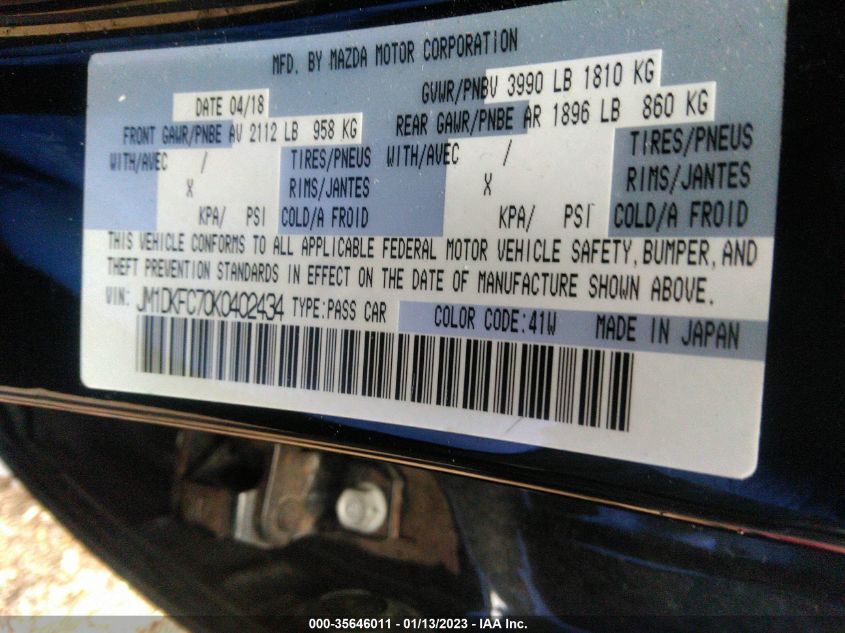 MFD. BY MAZDA MOTOR CORPORATION
DATE 04/18 GVWR/PNBV 3990 LB 1810 KG
FRONT GAWR/PNBE AV 2112 LB 958 KG REAR GAWR/PNBE AR 1896 LB 860 KG
WITH/AVEC / TIRES/PNEUS WITH/AVEC / TIRES/PNEUS
X RIMS/JANTES X RIMS/JANTES
KPA/ PSI COLD/A FROID KPA/ PSI COLD/A FROID
THIS VEHICLE CONFORMS TO ALL APPLICABLE FEDERAL MOTOR VEHICLE SAFETY, BUMPER, AND
THEFT PREVENTION STANDARDS IN EFFECT ON THE DATE OF MANUFACTURE SHOWN ABOVE.
VIN: JM1DKFC70K0402434 TYPE:PASS CAR COLOR CODE:41W MADE IN JAPAN
000-35646011 - 01/13/2023 - IAA Inc.